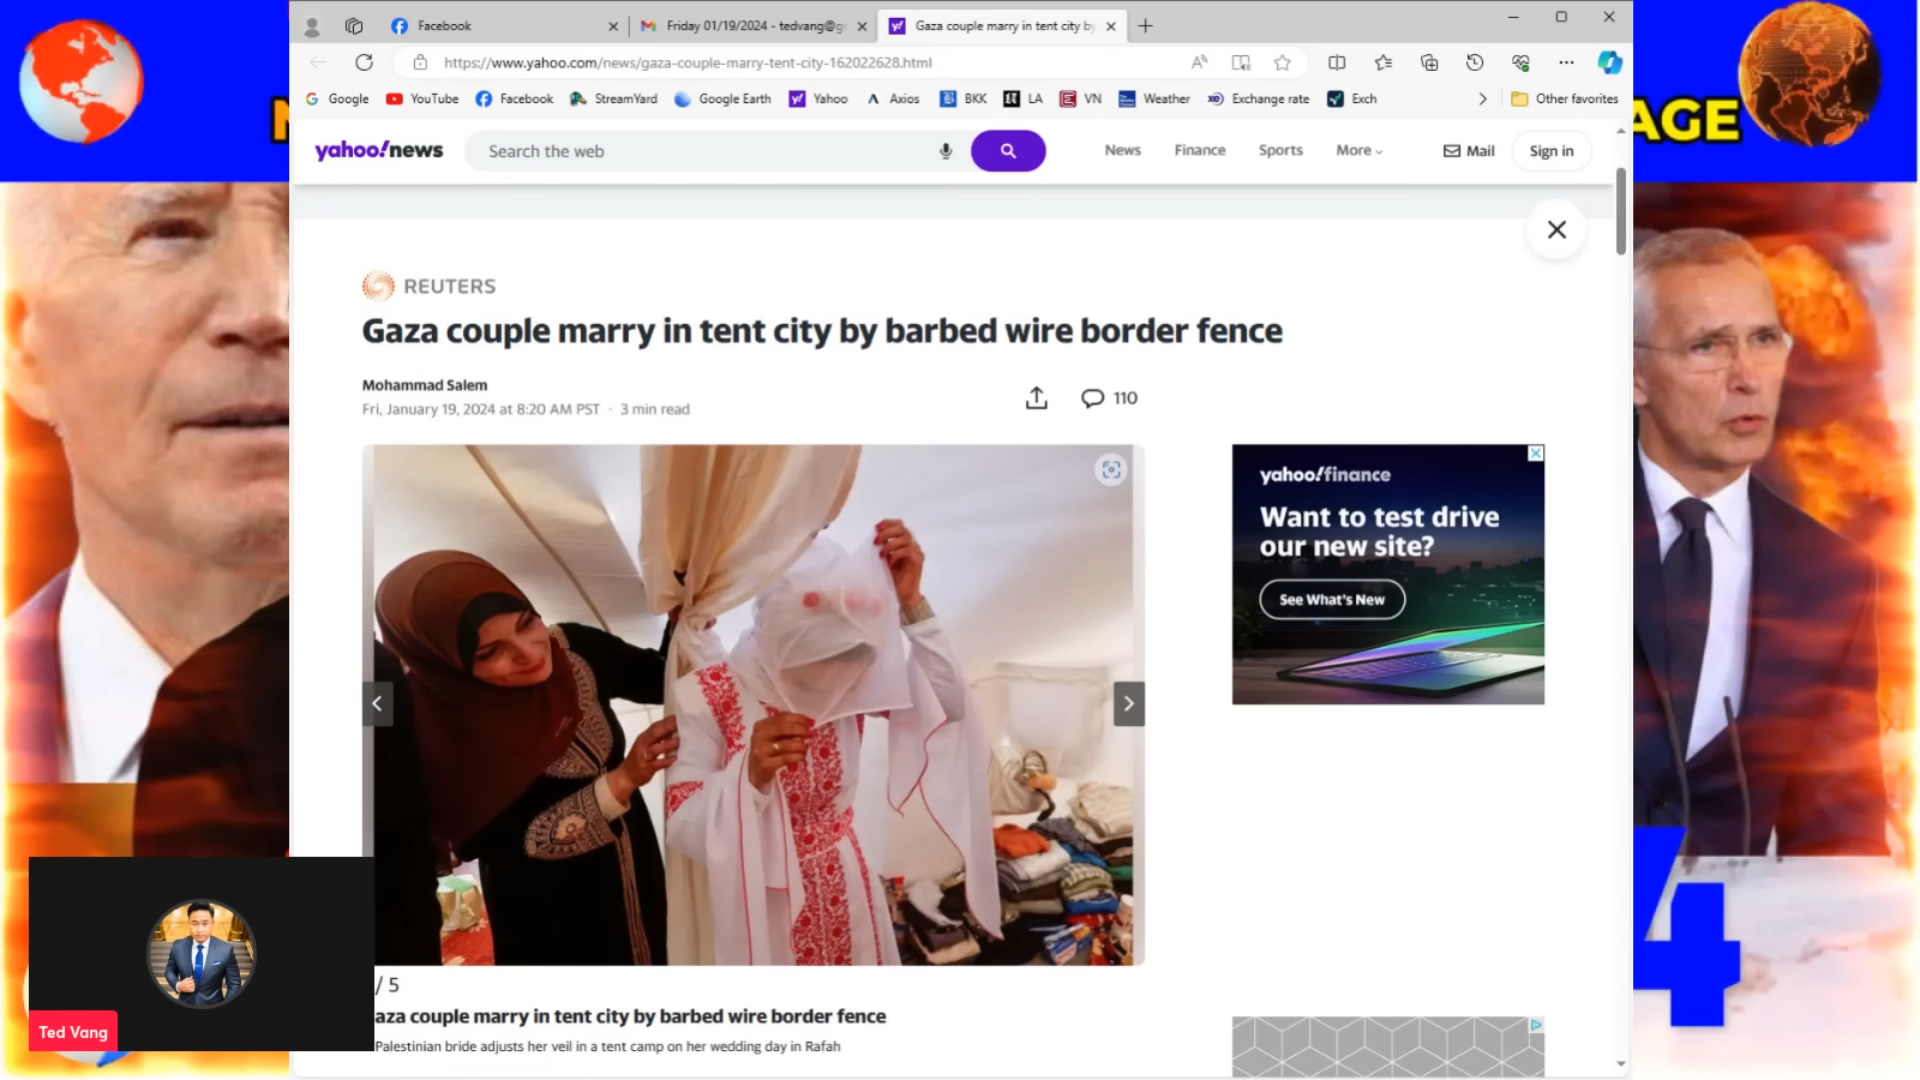 Facebook
Friday 01/19/2024 - tedvang@g
Gaza couple marry in tent city by
https://www.yahoo.com/news/gaza-couple-marry-tent-city-162022628.html
Google YouTube Facebook StreamYard Google Earth Yahoo Axios BKK LA VN Weather Exchange rate Exch Other favorites
AGE
yahoo!news Search the web News Finance Sports More Mail Sign in
REUTERS
Gaza couple marry in tent city by barbed wire border fence
Mohammad Salem
Fri, January 19, 2024 at 8:20 AM PST · 3 min read
110
yahoo!finance
Want to test drive
our new site?
See What's New
/ 5
aza couple marry in tent city by barbed wire border fence
Palestinian bride adjusts her veil in a tent camp on her wedding day in Rafah
Ted Vang
4